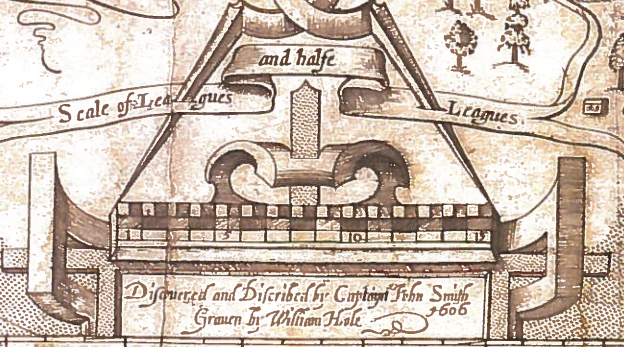 and halfe
Scale of Leagues
Leagues
5 10 15
Discouered and Discribed by Captayn John Smith
1606
Grauen by William Hole